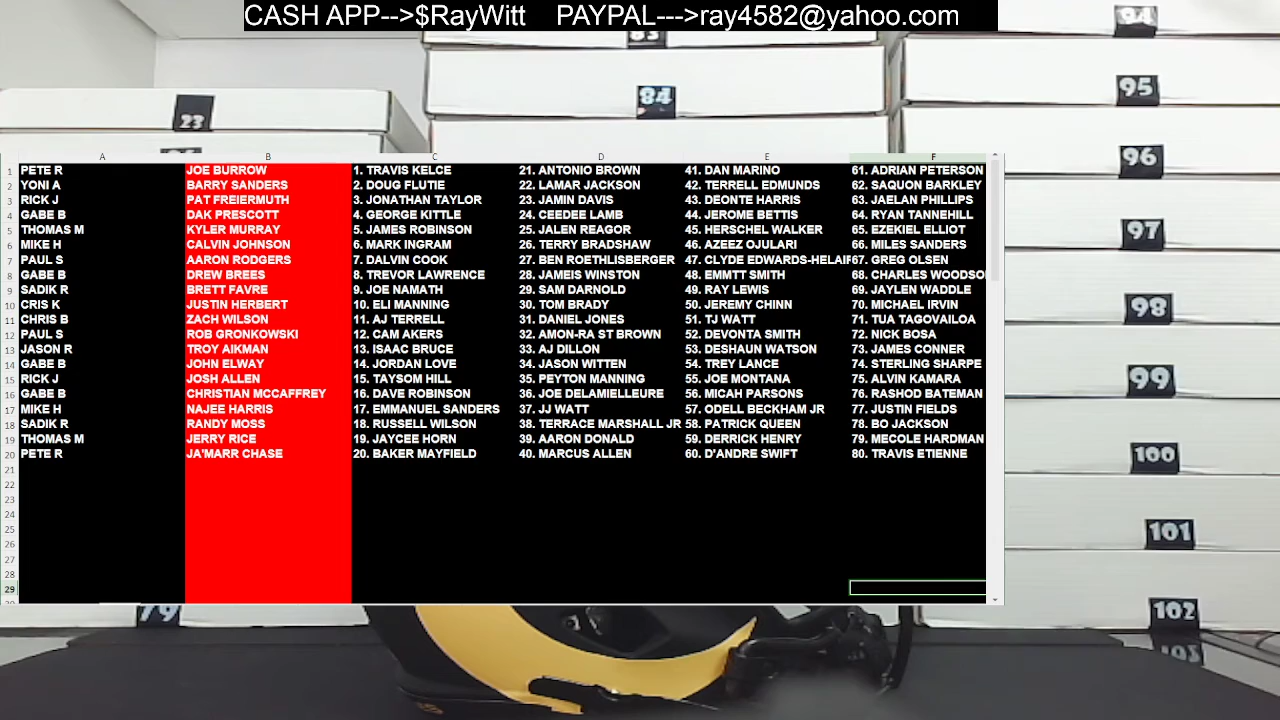 CASH APP-->$RayWitt PAYPAL--->ray4582@yahoo.com
94
83
84
95
23
96
97
98
99
100
101
102
103
79
A B C D E F
1 PETE R JOE BURROW 1. TRAVIS KELCE 21. ANTONIO BROWN 41. DAN MARINO 61. ADRIAN PETERSON
2 YONI A BARRY SANDERS 2. DOUG FLUTIE 22. LAMAR JACKSON 42. TERRELL EDMUNDS 62. SAQUON BARKLEY
3 RICK J PAT FREIERMUTH 3. JONATHAN TAYLOR 23. JAMIN DAVIS 43. DEONTE HARRIS 63. JAELAN PHILLIPS
4 GABE B DAK PRESCOTT 4. GEORGE KITTLE 24. CEEDEE LAMB 44. JEROME BETTIS 64. RYAN TANNEHILL
5 THOMAS M KYLER MURRAY 5. JAMES ROBINSON 25. JALEN REAGOR 45. HERSCHEL WALKER 65. EZEKIEL ELLIOT
6 MIKE H CALVIN JOHNSON 6. MARK INGRAM 26. TERRY BRADSHAW 46. AZEEZ OJULARI 66. MILES SANDERS
7 PAUL S AARON RODGERS 7. DALVIN COOK 27. BEN ROETHLISBERGER 47. CLYDE EDWARDS-HELAIR 67. GREG OLSEN
8 GABE B DREW BREES 8. TREVOR LAWRENCE 28. JAMEIS WINSTON 48. EMMTT SMITH 68. CHARLES WOODSO
9 SADIK R BRETT FAVRE 9. JOE NAMATH 29. SAM DARNOLD 49. RAY LEWIS 69. JAYLEN WADDLE
10 CRIS K JUSTIN HERBERT 10. ELI MANNING 30. TOM BRADY 50. JEREMY CHINN 70. MICHAEL IRVIN
11 CHRIS B ZACH WILSON 11. AJ TERRELL 31. DANIEL JONES 51. TJ WATT 71. TUA TAGOVAILOA
12 PAUL S ROB GRONKOWSKI 12. CAM AKERS 32. AMON-RA ST BROWN 52. DEVONTA SMITH 72. NICK BOSA
13 JASON R TROY AIKMAN 13. ISAAC BRUCE 33. AJ DILLON 53. DESHAUN WATSON 73. JAMES CONNER
14 GABE B JOHN ELWAY 14. JORDAN LOVE 34. JASON WITTEN 54. TREY LANCE 74. STERLING SHARPE
15 RICK J JOSH ALLEN 15. TAYSOM HILL 35. PEYTON MANNING 55. JOE MONTANA 75. ALVIN KAMARA
16 GABE B CHRISTIAN MCCAFFREY 16. DAVE ROBINSON 36. JOE DELAMIELLEURE 56. MICAH PARSONS 76. RASHOD BATEMAN
17 MIKE H NAJEE HARRIS 17. EMMANUEL SANDERS 37. JJ WATT 57. ODELL BECKHAM JR 77. JUSTIN FIELDS
18 SADIK R RANDY MOSS 18. RUSSELL WILSON 38. TERRACE MARSHALL JR 58. PATRICK QUEEN 78. BO JACKSON
19 THOMAS M JERRY RICE 19. JAYCEE HORN 39. AARON DONALD 59. DERRICK HENRY 79. MECOLE HARDMAN
20 PETE R JA'MARR CHASE 20. BAKER MAYFIELD 40. MARCUS ALLEN 60. D'ANDRE SWIFT 80. TRAVIS ETIENNE
22
23
24
25
26
27
28
29